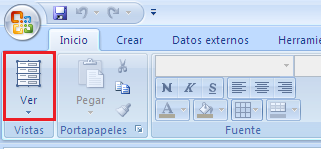 Inicio Crear Datos externos Herramie
Ver
Pegar
N K S
A
Vistas Portapapeles Fuente